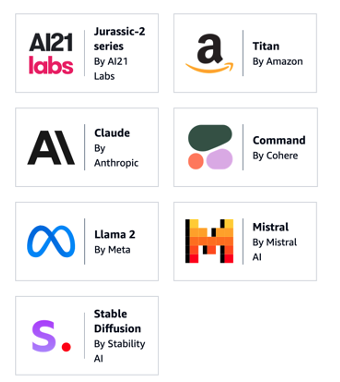 AI21
labs
Jurassic-2
series
By AI21
Labs
a
Titan
By Amazon
A\
Claude
By
Anthropic
Command
By Cohere
Llama 2
By Meta
M
Mistral
By Mistral
AI
S.
Stable
Diffusion
By Stability
AI